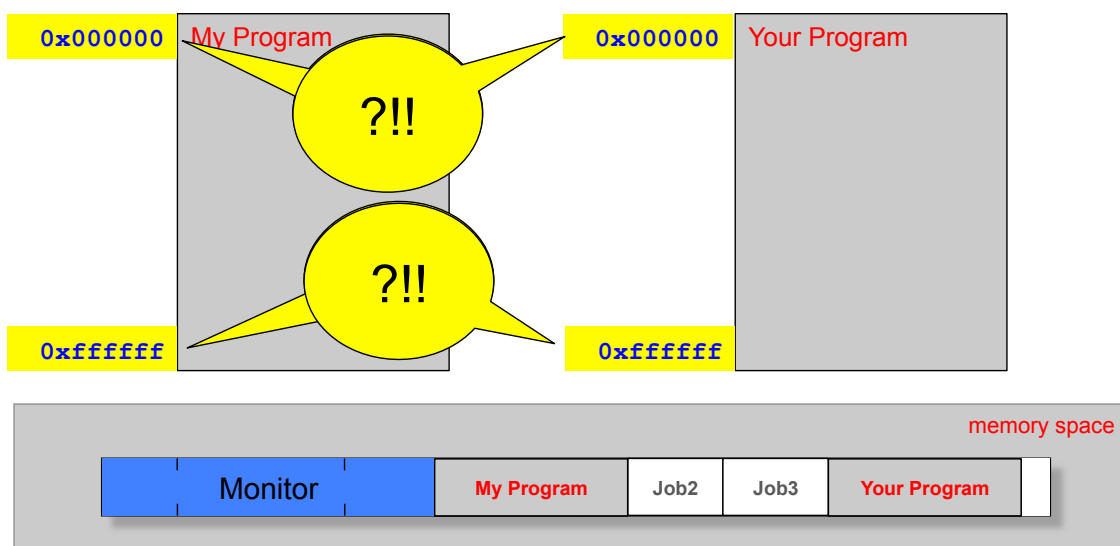 0x000000 My Program 0x000000 Your Program
?!!
?!!
0xffffff 0xffffff
memory space
Monitor My Program Job2 Job3 Your Program